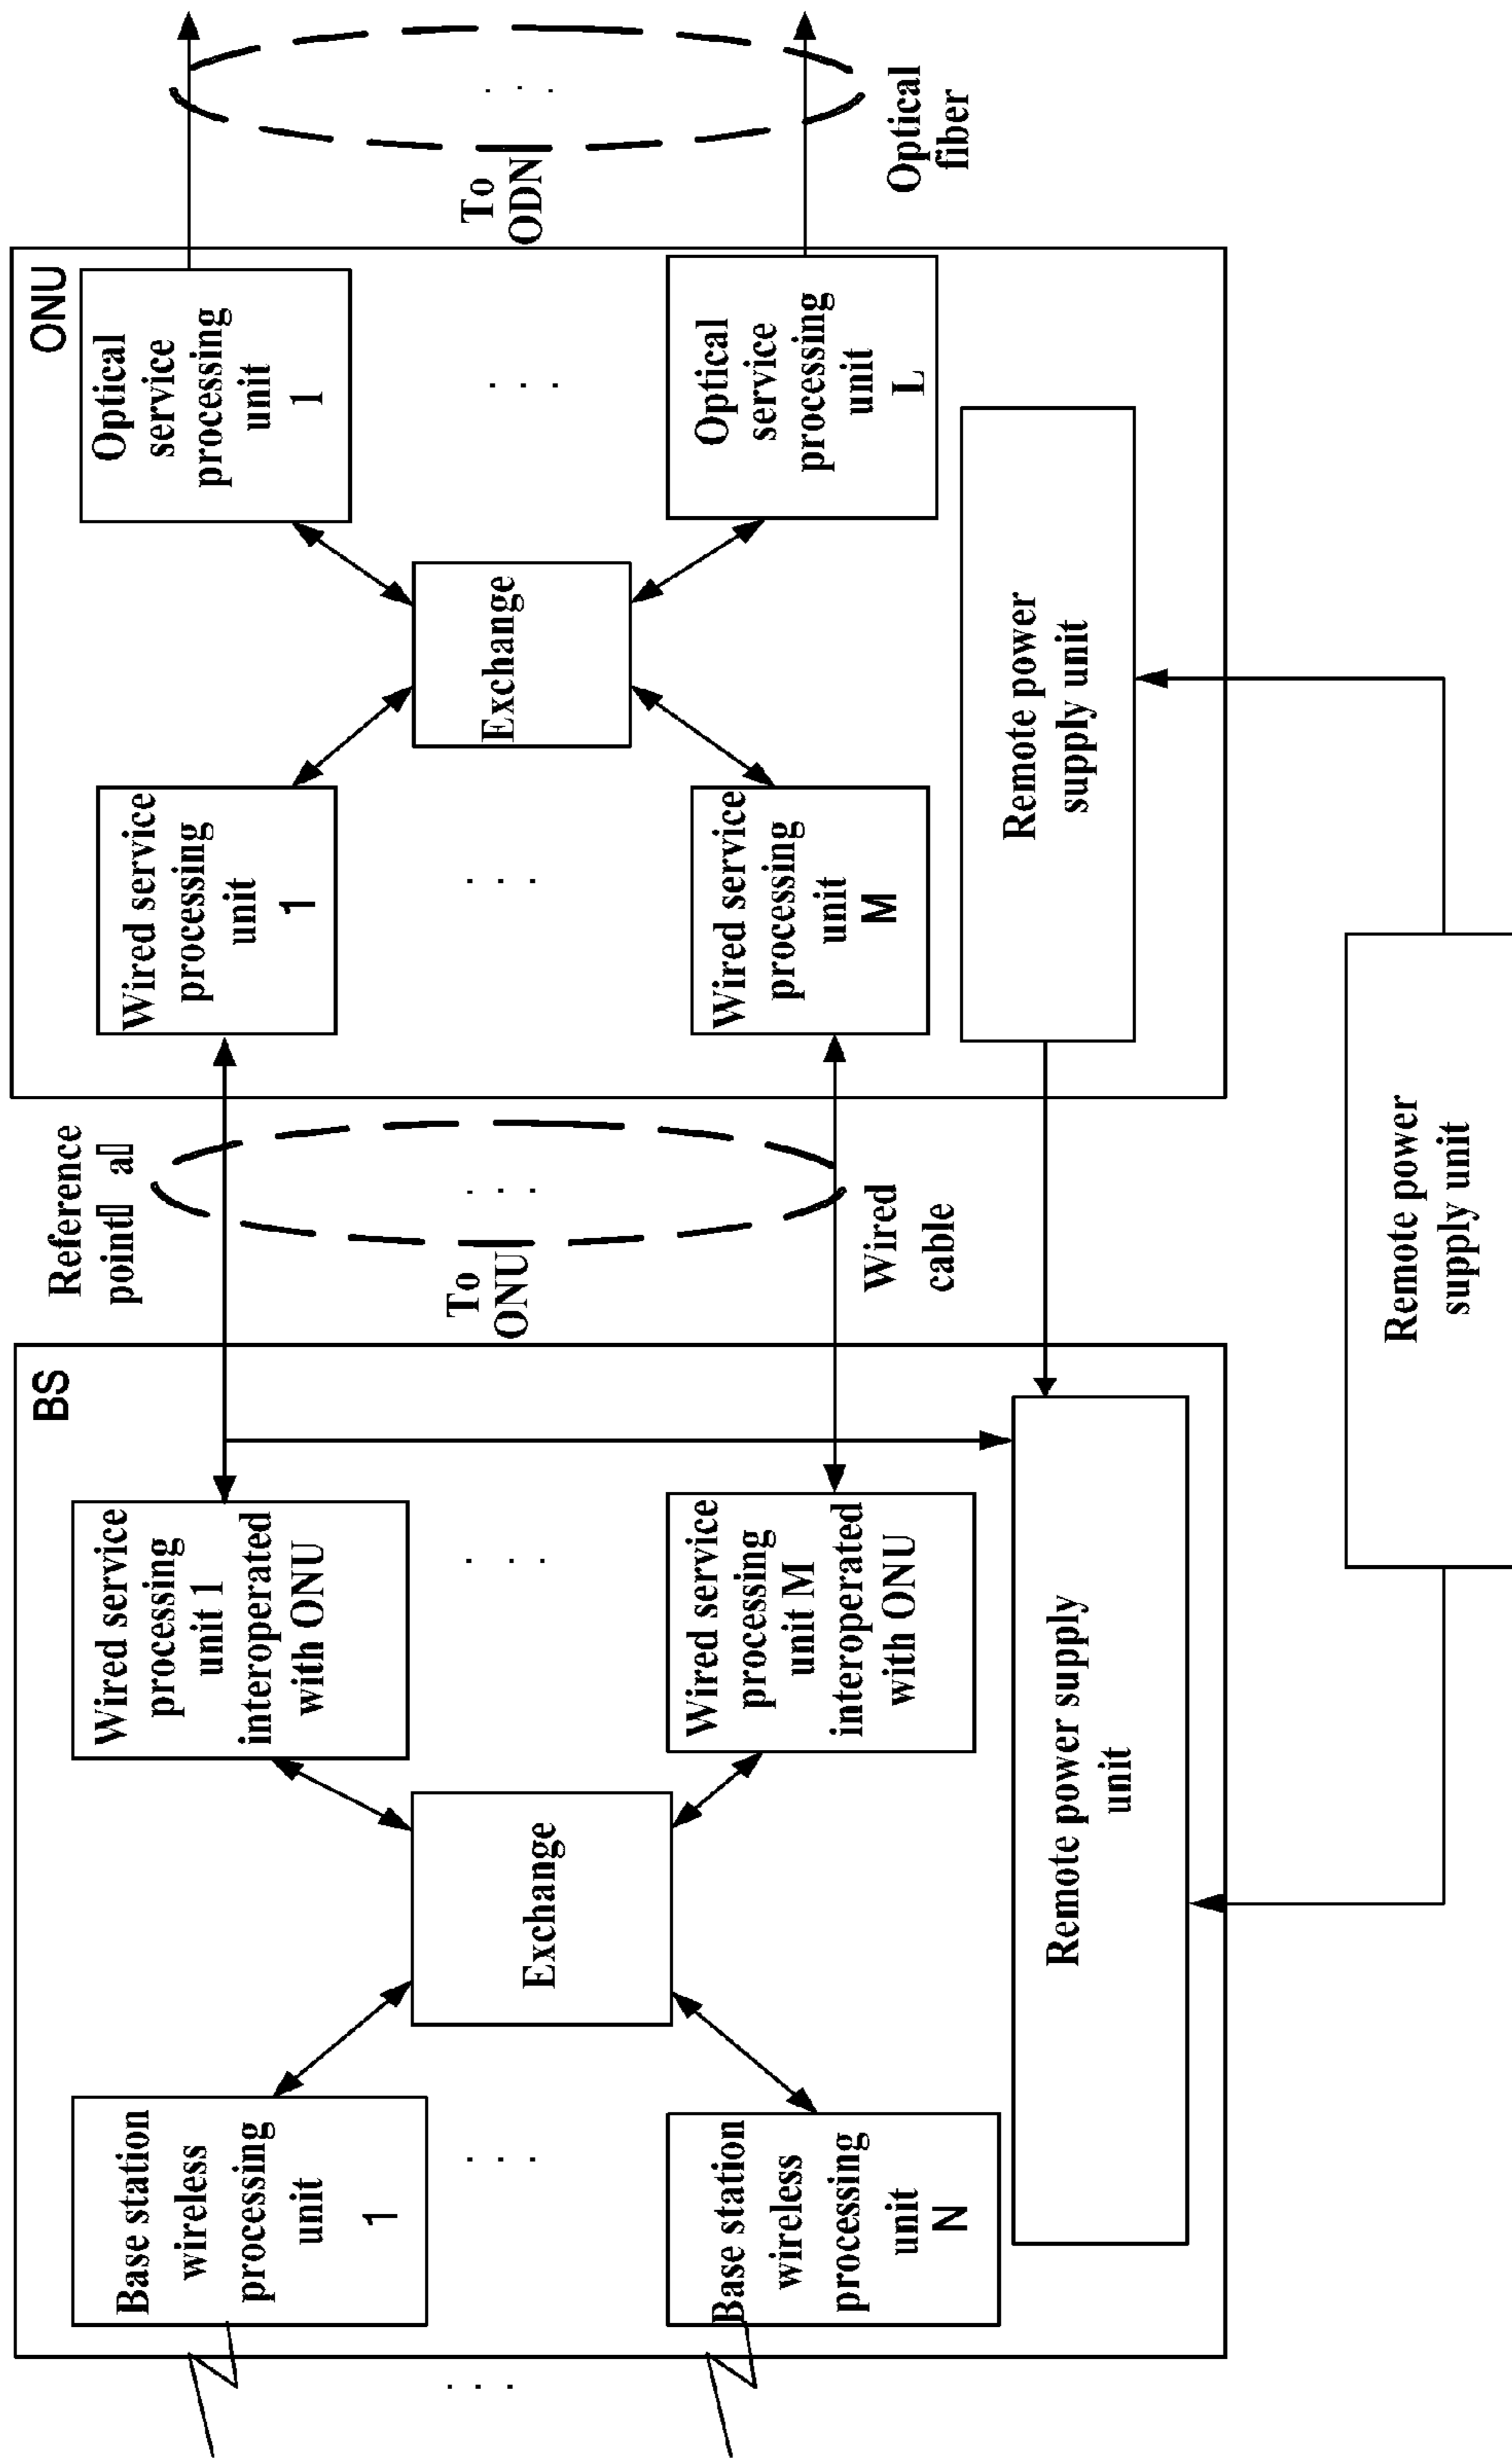 BS
Base station
wireless
processing
unit
1
. . .
Base station
wireless
processing
unit
N
. . .
Exchange
Wired service
processing
unit 1
interoperated
with ONU
. . .
Wired service
processing
unit M
interoperated
with ONU
Remote power supply
unit
Reference
point▯ a▯
. . .
To
ONU
Wired
cable
ONU
Wired service
processing
unit
1
. . .
Wired service
processing
unit
M
Exchange
Optical
service
processing
unit
1
. . .
Optical
service
processing
unit
L
Remote power
supply unit
. . .
To
ODN
Optical
fiber
Remote power
supply unit